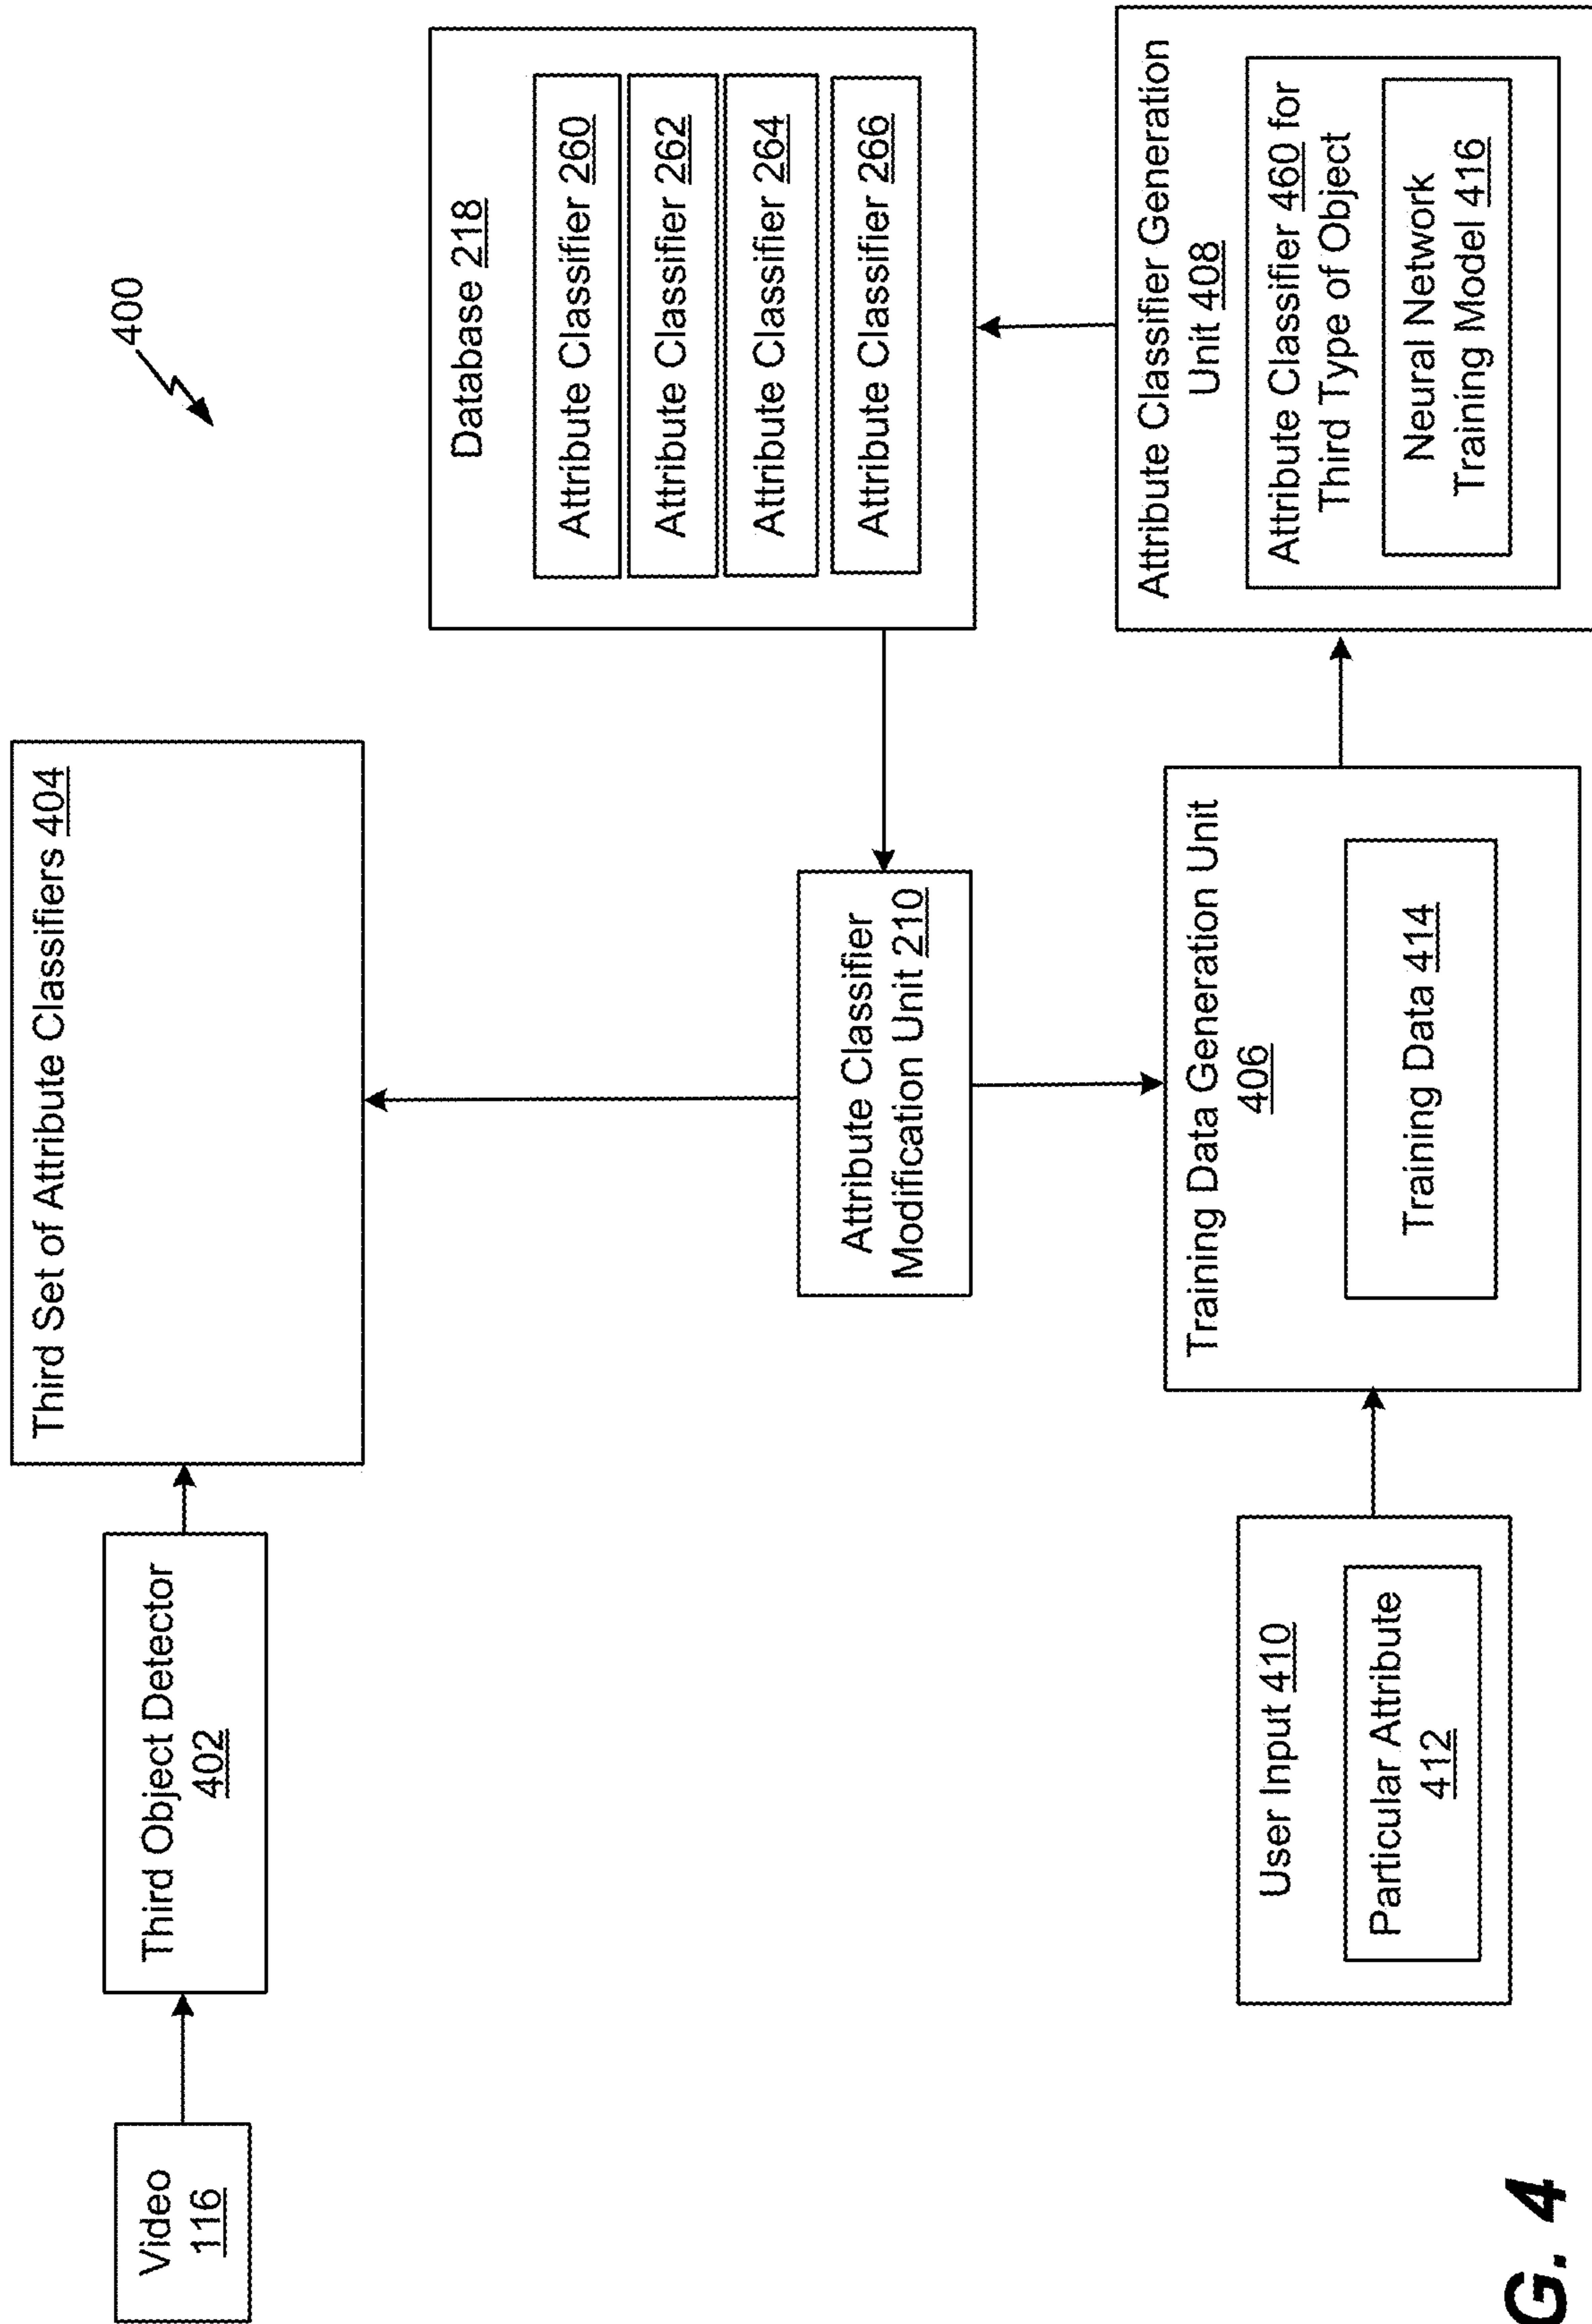 400
Video
116
Third Object Detector
402
Third Set of Attribute Classifiers 404
Database 218
Attribute Classifier 260
Attribute Classifier 262
Attribute Classifier 264
Attribute Classifier 266
Attribute Classifier
Modification Unit 210
User Input 410
Particular Attribute
412
Training Data Generation Unit
406
Training Data 414
Attribute Classifier Generation
Unit 408
Attribute Classifier 460 for
Third Type of Object
Neural Network
Training Model 416
G. 4